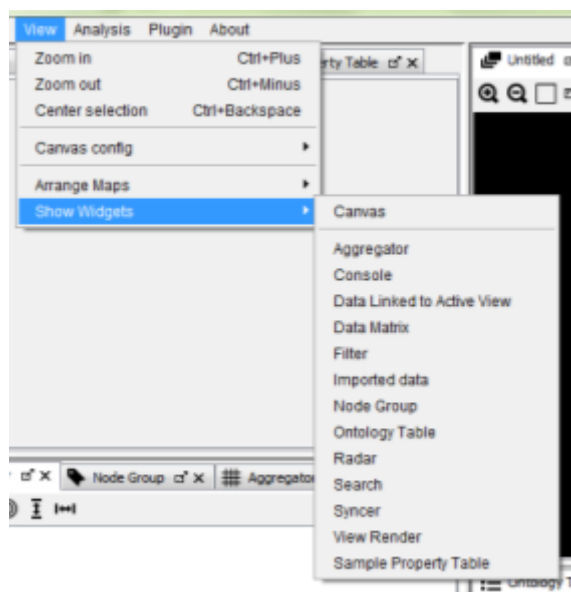 View Analysis Plugin About
Zoom in Ctrl+Plus
Zoom out Ctrl+Minus
Center selection Ctrl+Backspace
Canvas config
Arrange Maps
Show Widgets
Table
Untitled
Canvas
Aggregator
Console
Data Linked to Active View
Data Matrix
Filter
Imported data
Node Group
Ontology Table
Radar
Search
Syncer
View Render
Sample Property Table
Node Group
Aggregator
Ontology